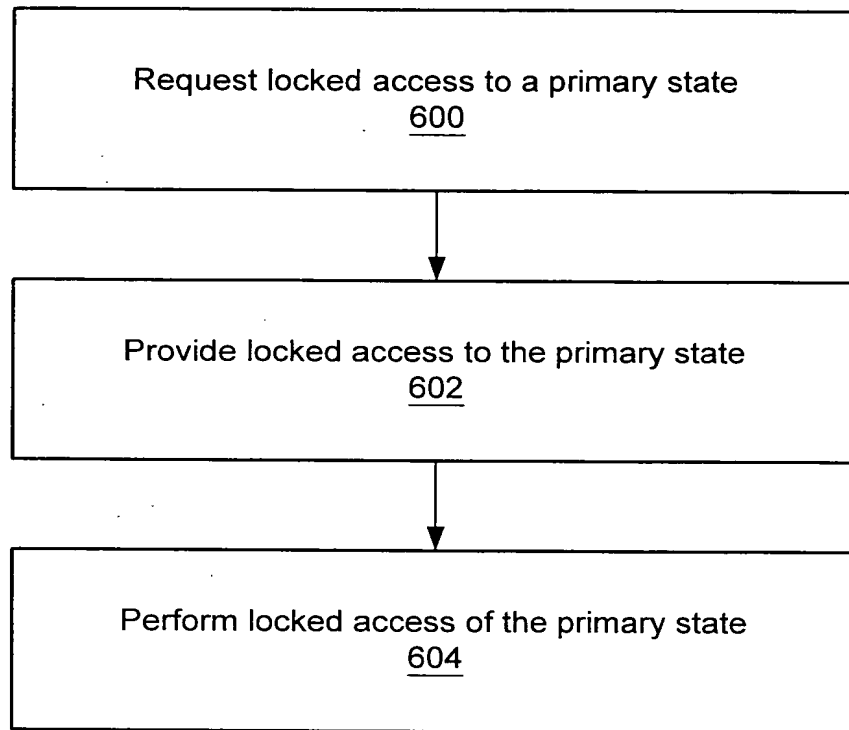 Request locked access to a primary state
600
Provide locked access to the primary state
602
Perform locked access of the primary state
604